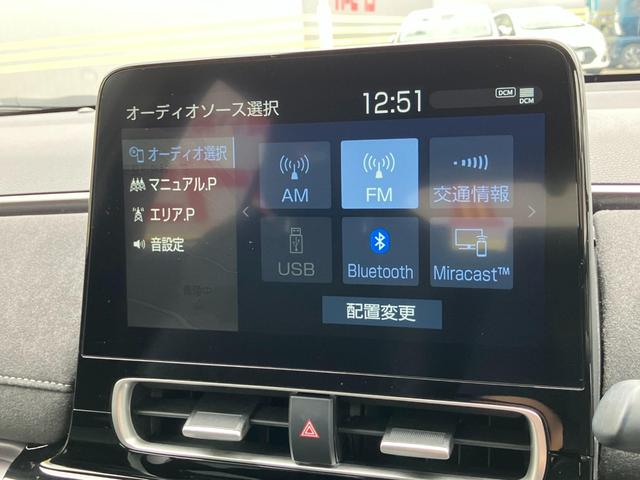 オーディオソース選択
12:51
DCM
DCM
オーディオ選択
マニュアル.P
エリア.P
音設定
AM
FM
交通情報
USB
Bluetooth
Miracast™
配置変更